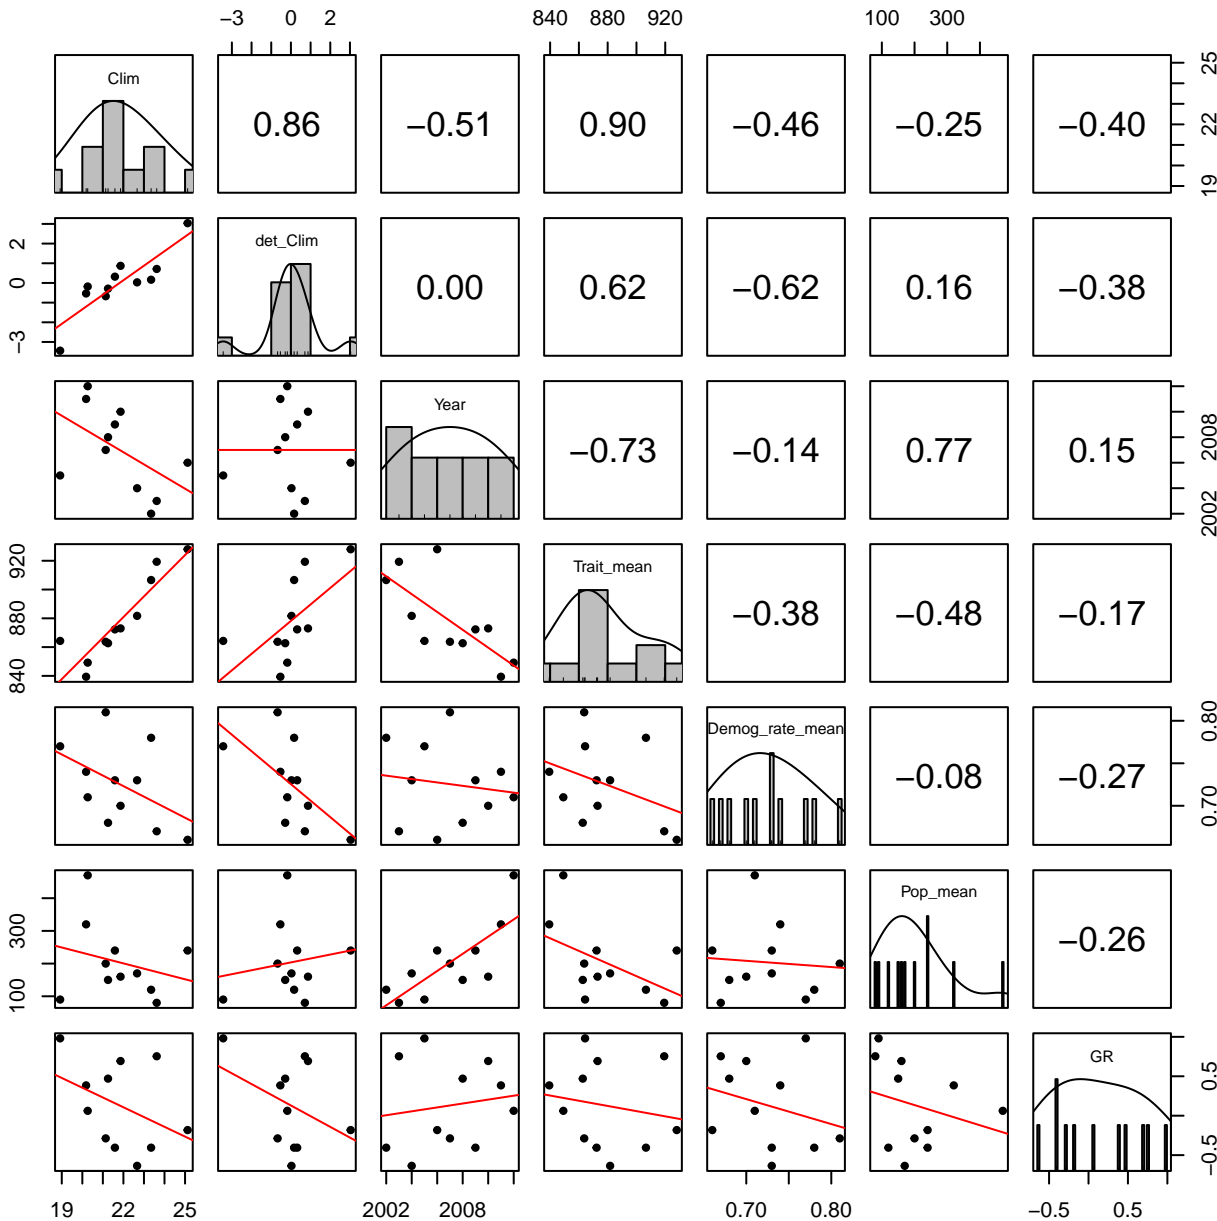 −3 0 2 840 880 920 100 300
Clim 0.86 −0.51 0.90 −0.46 −0.25 −0.40 19 22 25
−3 0 2 det_Clim 0.00 0.62 −0.62 0.16 −0.38
Year −0.73 −0.14 0.77 0.15 2002 2008
840 880 920 Trait_mean −0.38 −0.48 −0.17
Demog_rate_mean −0.08 −0.27 0.70 0.80
100 300 Pop_mean −0.26
GR −0.5 0.5
19 22 25 2002 2008 0.70 0.80 −0.5 0.5